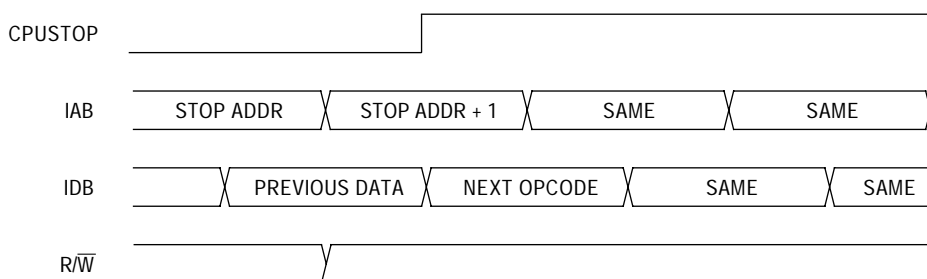 CPUSTOP
IAB STOP ADDR STOP ADDR + 1 SAME SAME
IDB PREVIOUS DATA NEXT OPCODE SAME SAME
R/W̅